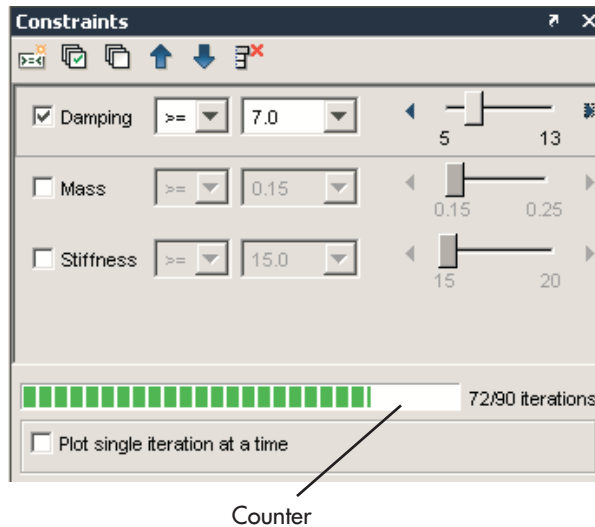 Constraints
Damping >= 7.0
5 13
Mass >= 0.15
0.15 0.25
Stiffness >= 15.0
15 20
72/90 iterations
Plot single iteration at a time
Counter